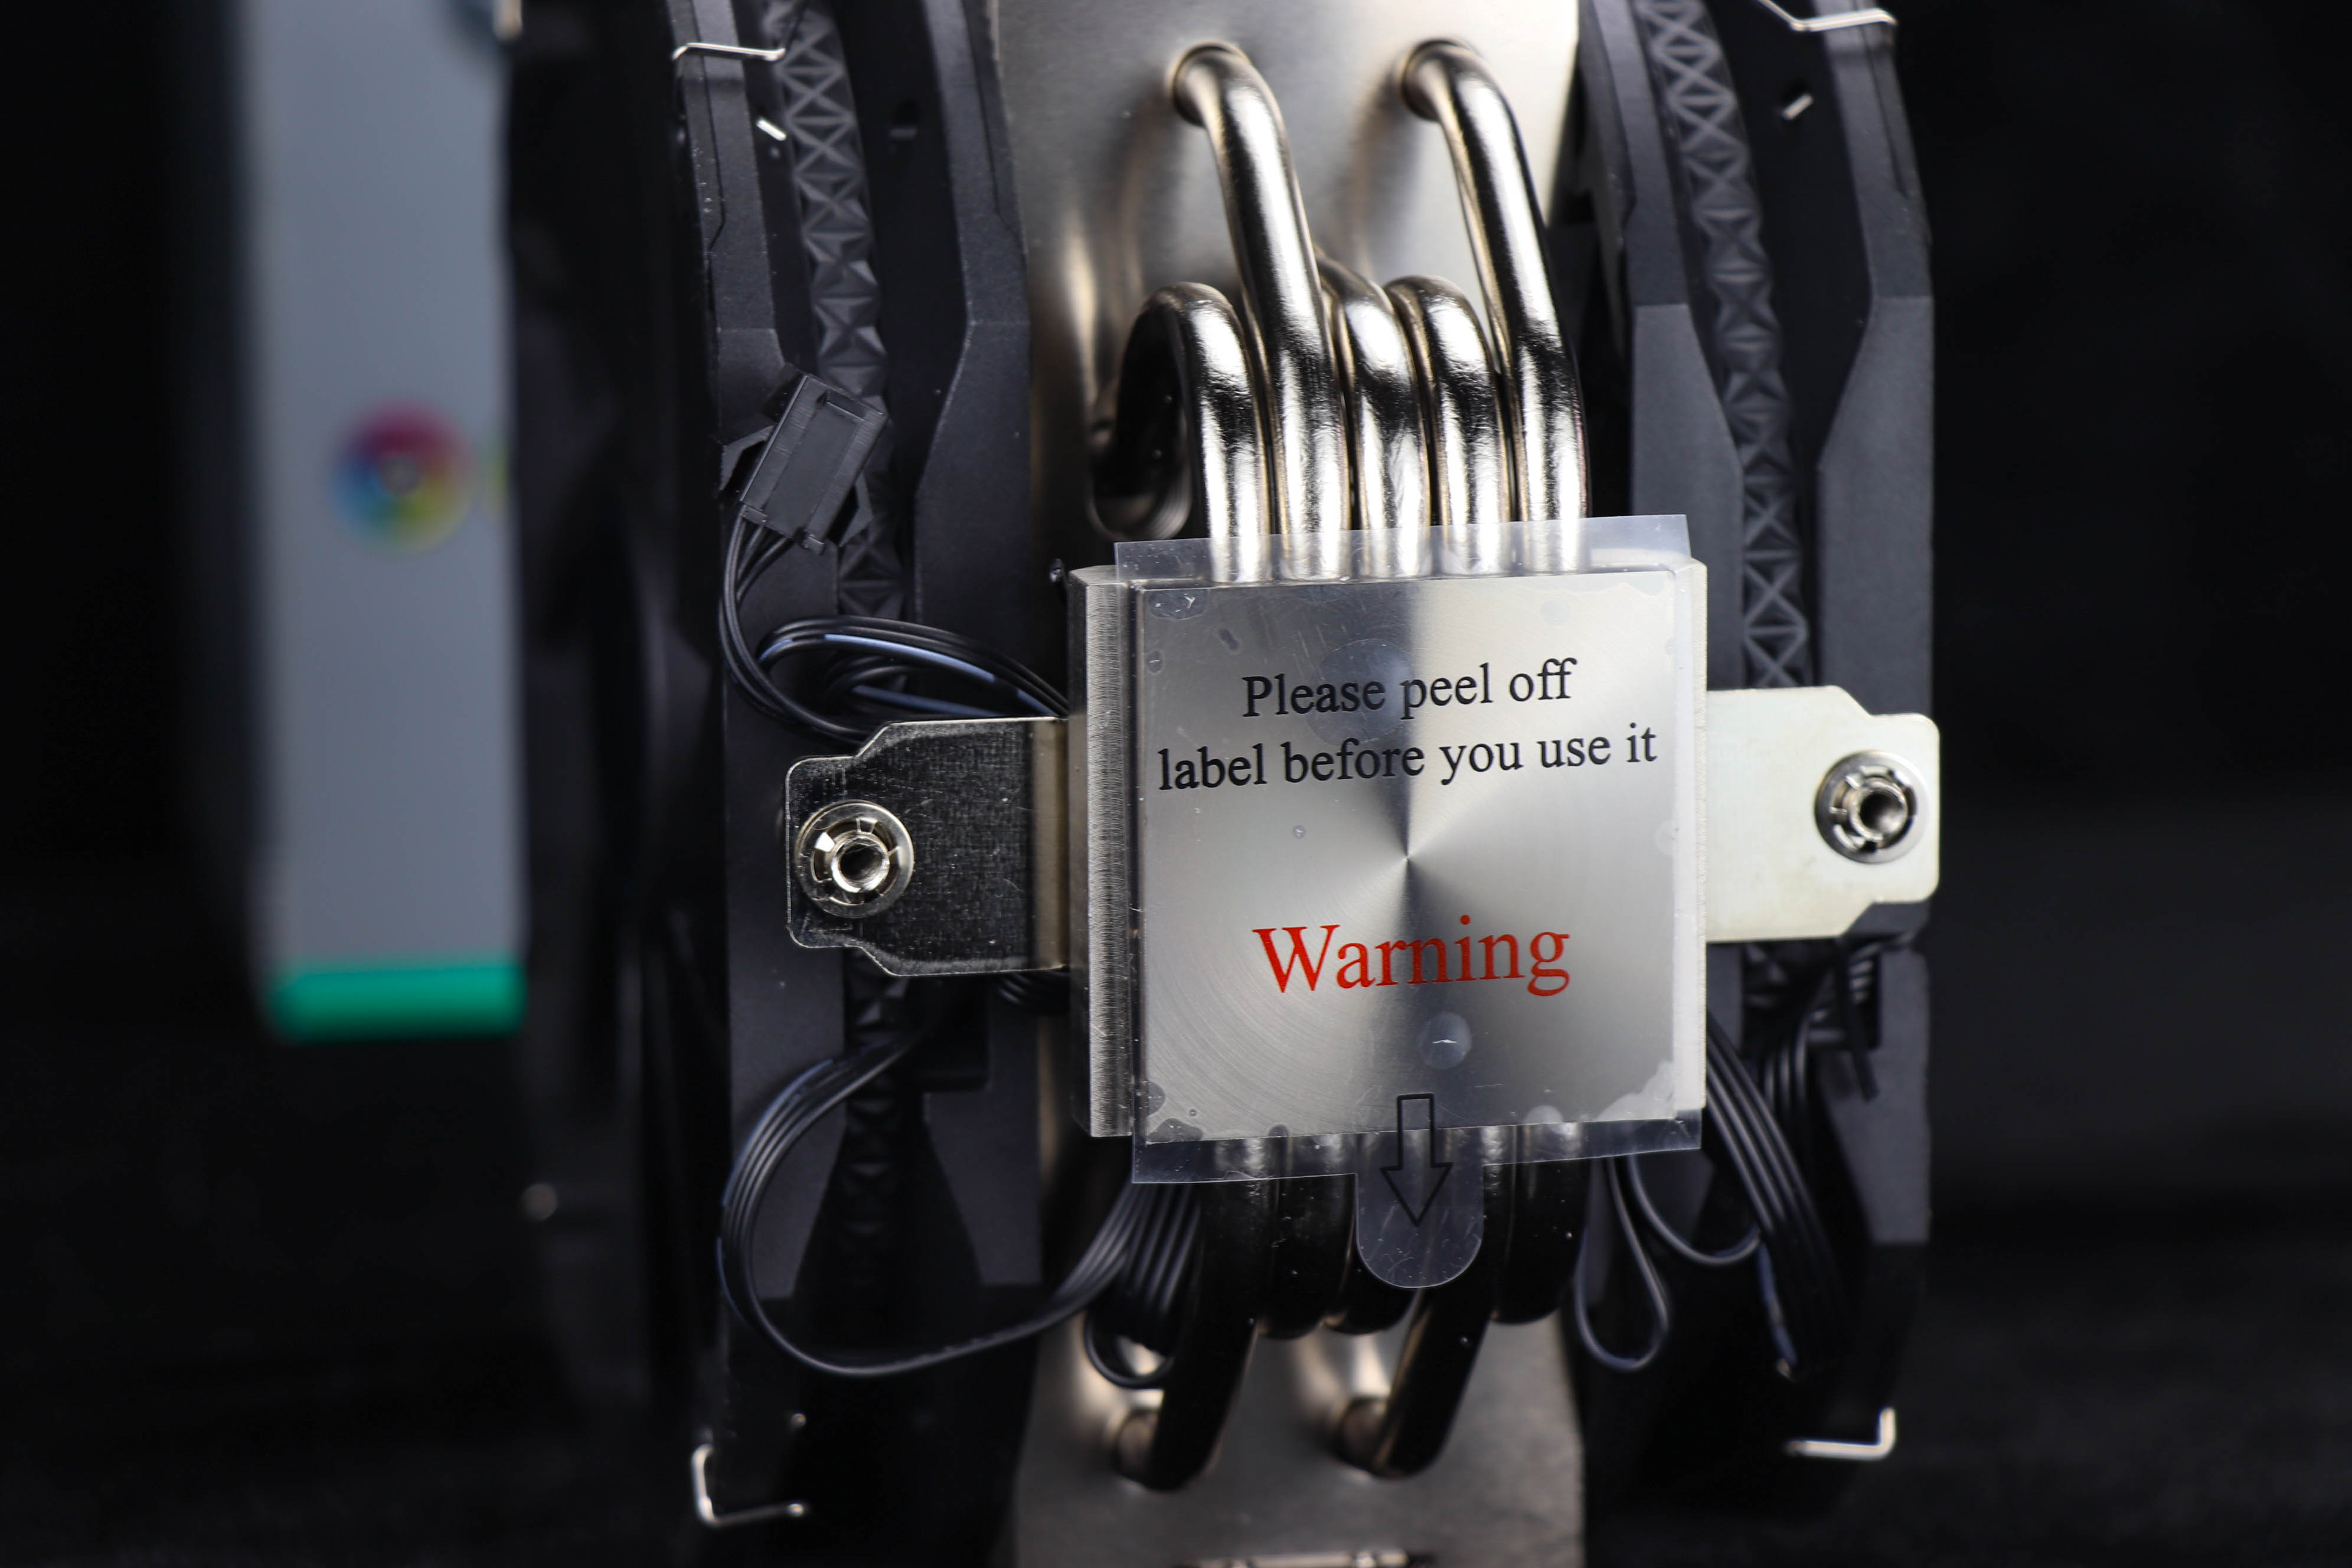 Please peel off
label before you use it
Warning